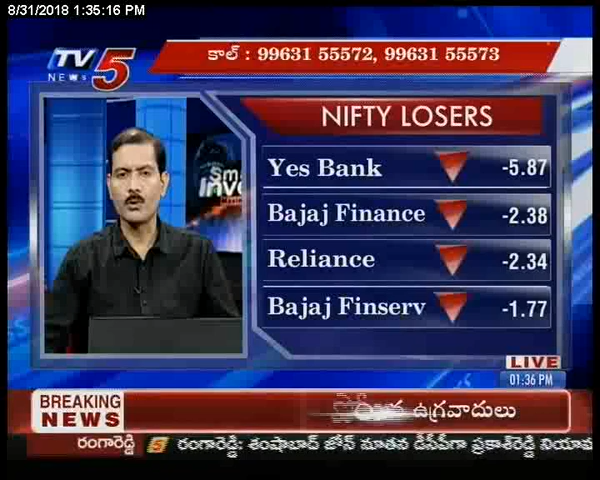 8/31/2018 1:35:16 PM
TV5
NEWS
కాల్ : 99631 55572, 99631 55573
NIFTY LOSERS
Yes Bank -5.87
Bajaj Finance -2.38
Reliance -2.34
Bajaj Finserv -1.77
LIVE
01:36 PM
BREAKING
NEWS
ఉగ్రవాదులు
రంగారెడ్డి 5 రంగారెడ్డి: శంషాబాద్ జోన్ నూతన డీసీపీగా ప్రకాశ్‌రెడ్డి నియామ